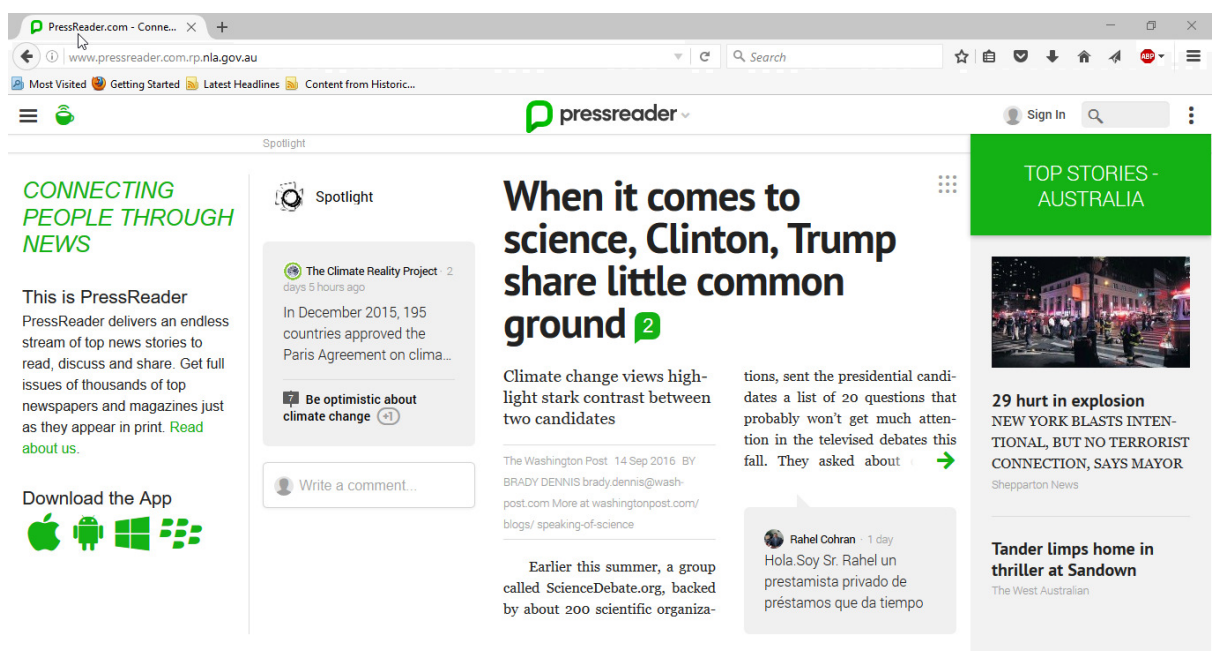 PressReader.com - Conne...
www.pressreader.com.rp.nla.gov.au
Search
ABP
Most Visited
Getting Started
Latest Headlines
Content from Historic...
pressreader
Sign In
Spotlight
CONNECTING
PEOPLE THROUGH
NEWS
This is PressReader
PressReader delivers an endless
stream of top news stories to
read, discuss and share. Get full
issues of thousands of top
newspapers and magazines just
as they appear in print. Read
about us.
Download the App
Spotlight
The Climate Reality Project · 2
days 5 hours ago
In December 2015, 195
countries approved the
Paris Agreement on clima...
7 Be optimistic about
climate change +1
Write a comment...
When it comes to
science, Clinton, Trump
share little common
ground 2
Climate change views high-
light stark contrast between
two candidates
The Washington Post 14 Sep 2016 BY
BRADY DENNIS brady.dennis@wash-
post.com More at washingtonpost.com/
blogs/ speaking-of-science
Earlier this summer, a group
called ScienceDebate.org, backed
by about 200 scientific organiza-
tions, sent the presidential candi-
dates a list of 20 questions that
probably won't get much atten-
tion in the televised debates this
fall. They asked about
Rahel Cohran · 1 day
Hola.Soy Sr. Rahel un
prestamista privado de
préstamos que da tiempo
TOP STORIES -
AUSTRALIA
29 hurt in explosion
NEW YORK BLASTS INTEN-
TIONAL, BUT NO TERRORIST
CONNECTION, SAYS MAYOR
Shepparton News
Tander limps home in
thriller at Sandown
The West Australian